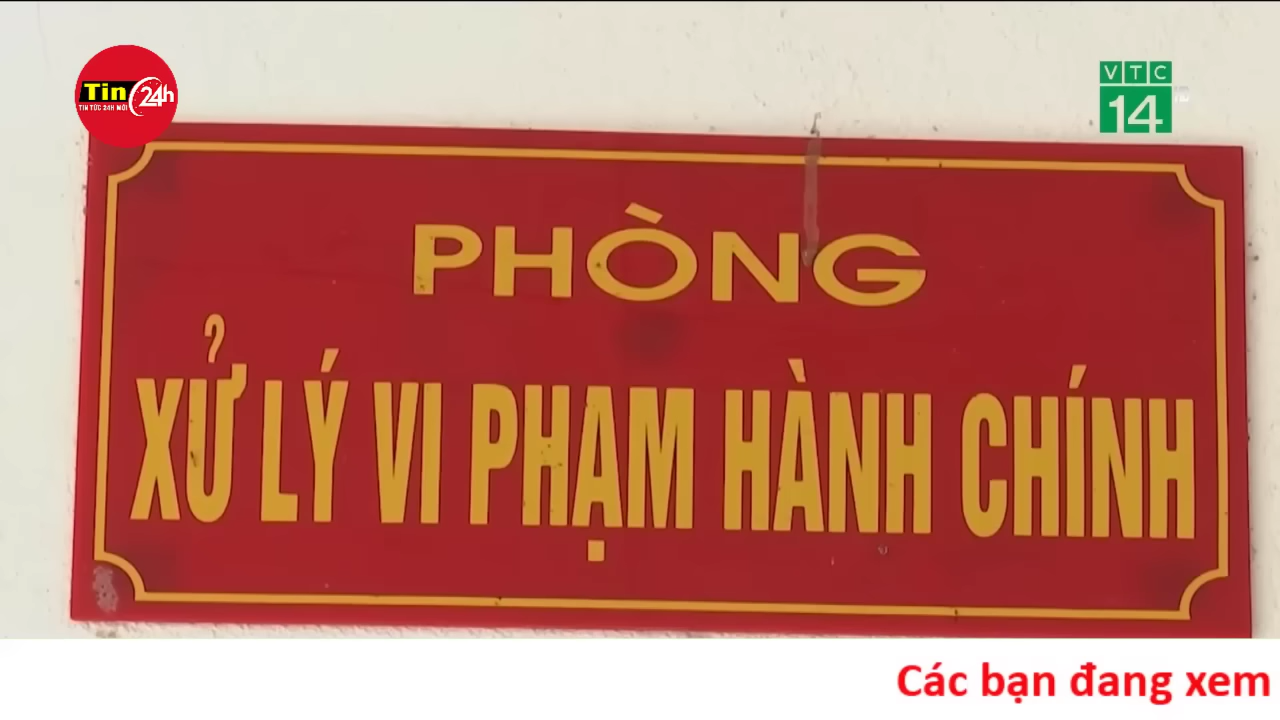 Tin 24h
TIN TỨC 24H MỚI
VTC
14
PHÒNG
XỬ LÝ VI PHẠM HÀNH CHÍNH
Các bạn đang xem